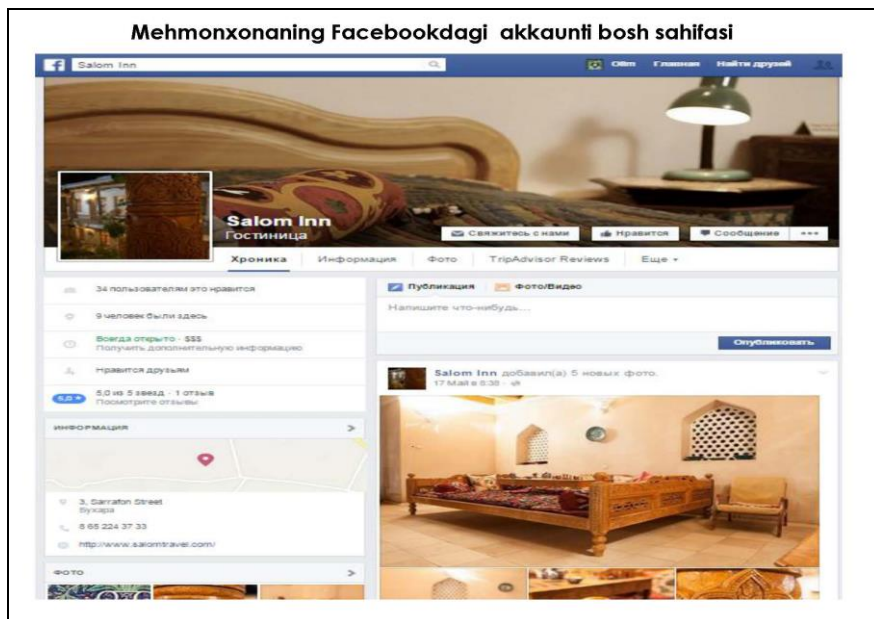 Mehmonxonaning Facebookdagi akkaunti bosh sahifasi
f Salom Inn Olim Главная Найти друзей
Salom Inn
Гостиница
Свяжитесь с нами Нравится Сообщение •••
Хроника Информация Фото TripAdvisor Reviews Еще
34 пользователям это нравится
9 человек были здесь
Всегда открыто · $$$
Получить дополнительную информацию
Нравится друзьям
5,0 5,0 из 5 звезд · 1 отзыв
Посмотрите отзывы
ИНФОРМАЦИЯ >
3, Sarrafon Street
Бухара
8 65 224 37 33
http://www.salomtravel.com/
ФОТО >
Публикация Фото/Видео
Напишите что-нибудь...
Опубликовать
Salom Inn добавил(а) 5 новых фото.
17 май в 8:38 ·